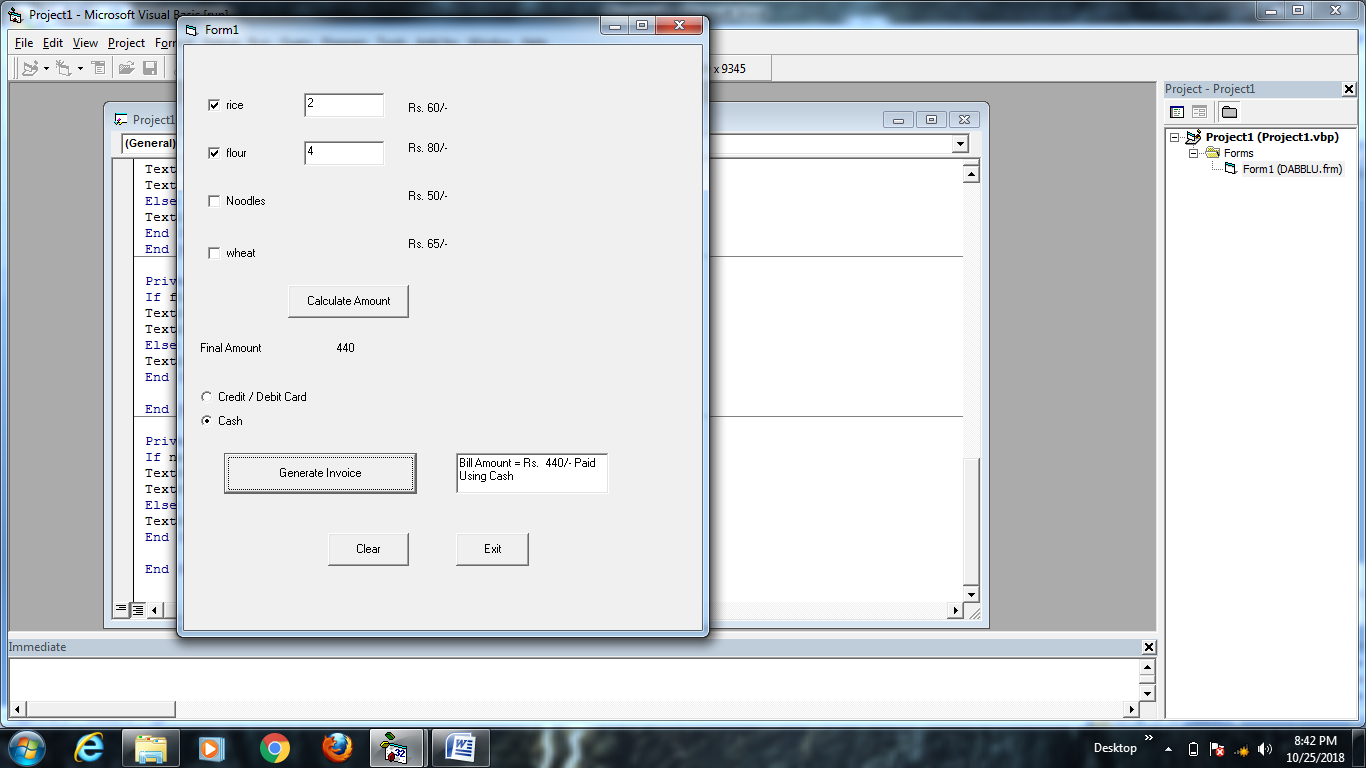 Project1 - Microsoft Visual Basic [run]
Form1
File Edit View Project
x 9345
Project - Project1
Project1 (Project1.vbp)
Forms
Form1 (DABBLU.frm)
Project1
(General)
rice 2 Rs. 60/-
flour 4 Rs. 80/-
Noodles Rs. 50/-
wheat Rs. 65/-
Calculate Amount
Final Amount 440
Credit / Debit Card
Cash
Generate Invoice
Bill Amount = Rs. 440/- Paid
Using Cash
Clear Exit
Text
Text
Else
Text
End
End
Priv
If f
Text
Text
Else
Text
End
End
Priv
If n
Text
Text
Else
Text
End
End
Immediate
Desktop
8:42 PM
10/25/2018